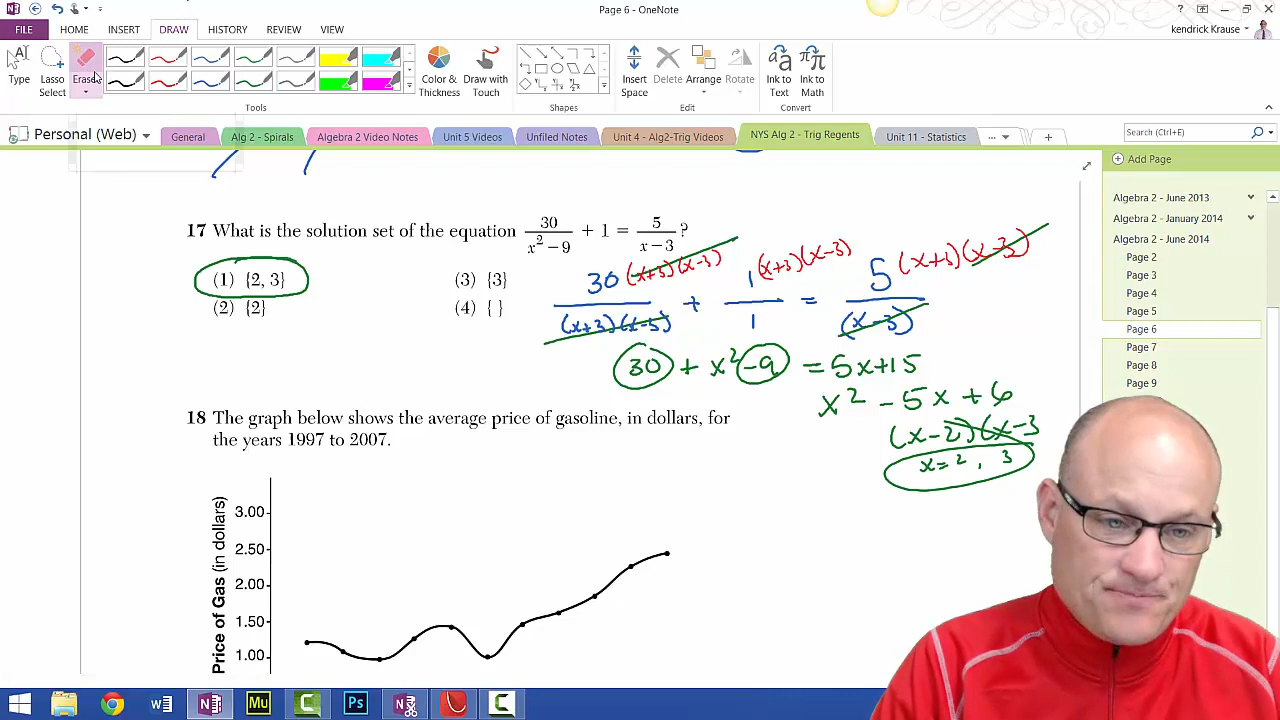 Page 6 - OneNote
FILE HOME INSERT DRAW HISTORY REVIEW VIEW
kendrick Krause
Type
Lasso Select
Eraser
Color & Thickness
Draw with Touch
Insert Space
Delete
Arrange
Rotate
Ink to Text
Ink to Math
Tools Shapes Edit Convert
Personal (Web) General Alg 2 - Spirals Algebra 2 Video Notes Unit 5 Videos Unfiled Notes Unit 4 - Alg2-Trig Videos NYS Alg 2 - Trig Regents Unit 11 - Statistics ... + Search (Ctrl+E)
Add Page
Algebra 2 - June 2013
Algebra 2 - January 2014
Algebra 2 - June 2014
Page 2
Page 3
Page 4
Page 5
Page 6
Page 7
Page 8
Page 9
17 What is the solution set of the equation 30/(x² − 9) + 1 = 5/(x − 3)?
(1) {2, 3} (3) {3}
(2) {2} (4) { }
30 (x+3)(x-3) / (x+3)(x-3) + 1 (x+3)(x-3) / 1 = 5 (x+3)(x-3) / (x-3)
30 + x² - 9 = 5x+15
x² - 5x + 6
(x-2)(x-3
x=2, 3
18 The graph below shows the average price of gasoline, in dollars, for
the years 1997 to 2007.
Price of Gas (in dollars)
3.00
2.50
2.00
1.50
1.00
Mu
Ps